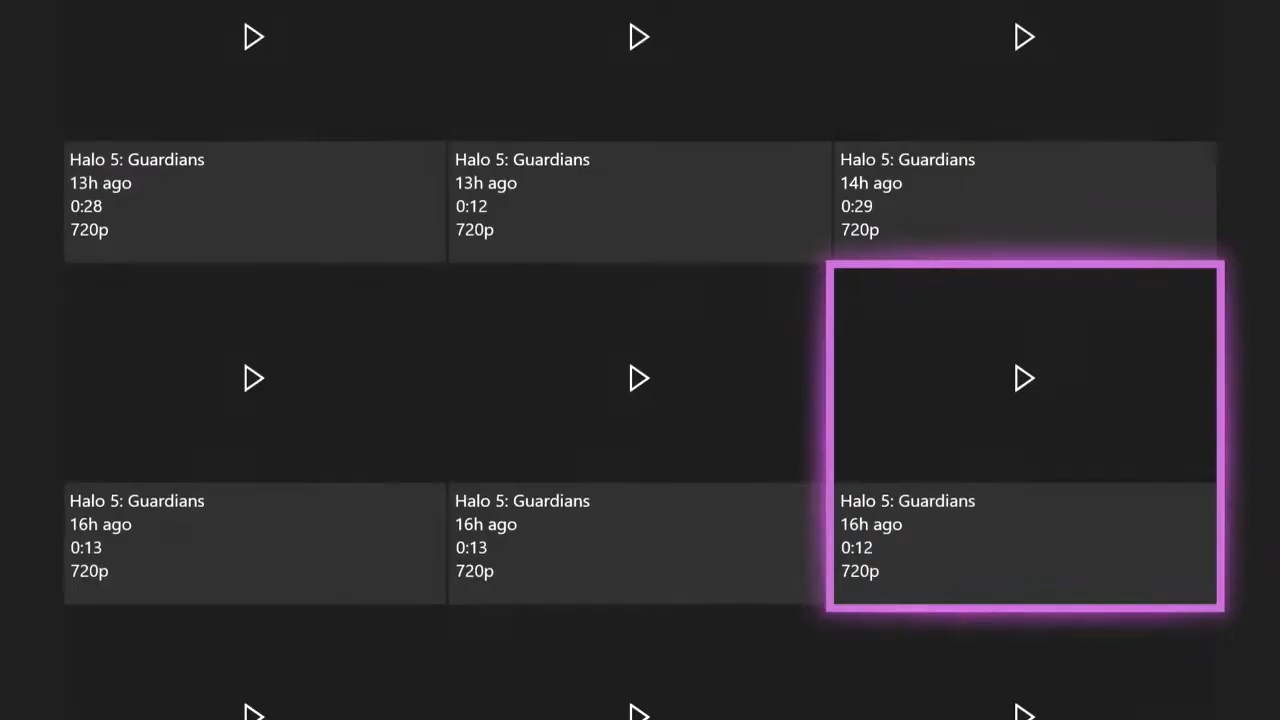 Halo 5: Guardians
13h ago
0:28
720p
Halo 5: Guardians
13h ago
0:12
720p
Halo 5: Guardians
14h ago
0:29
720p
Halo 5: Guardians
16h ago
0:13
720p
Halo 5: Guardians
16h ago
0:13
720p
Halo 5: Guardians
16h ago
0:12
720p